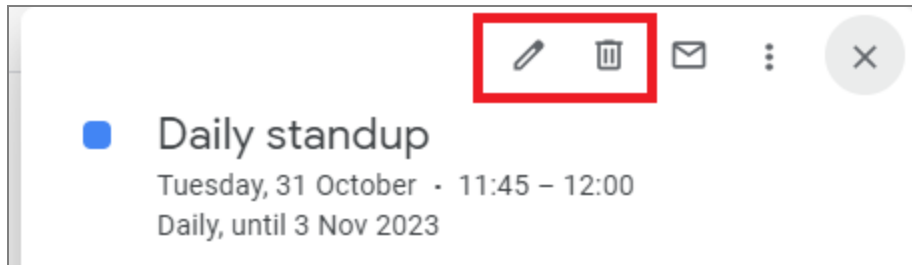 Daily standup
Tuesday, 31 October • 11:45 – 12:00
Daily, until 3 Nov 2023